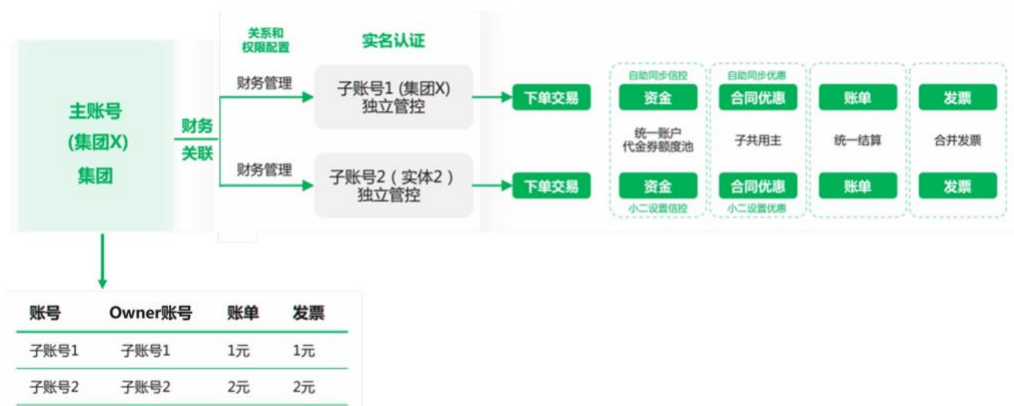 关系和
权限配置
实名认证
主账号
(集团X)
集团
财务
关联
财务管理
子账号1 (集团X)
独立管控
下单交易
自助同步信控
资金
自助同步优惠
合同优惠
账单
发票
统一账户
代金券额度池
子共用主
统一结算
合并发票
财务管理
子账号2（实体2）
独立管控
下单交易
资金
小二设置信控
合同优惠
小二设置优惠
账单
发票
账号 Owner账号 账单 发票
子账号1 子账号1 1元 1元
子账号2 子账号2 2元 2元